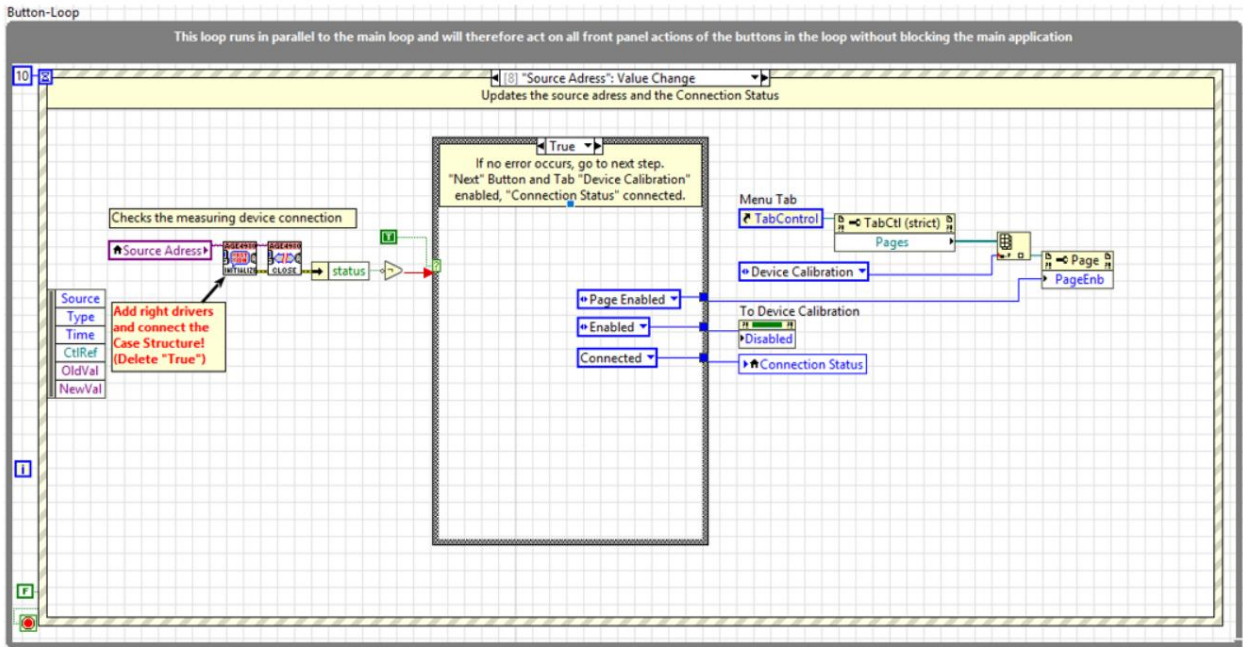 Button-Loop
This loop runs in parallel to the main loop and will therefore act on all front panel actions of the buttons in the loop without blocking the main application
10
[8] "Source Adress": Value Change
Updates the source adress and the Connection Status
True
If no error occurs, go to next step.
"Next" Button and Tab "Device Calibration"
enabled, "Connection Status" connected.
Checks the measuring device connection
Source Adress
INITIALIZE
CLOSE
status
T
?
Add right drivers
and connect the
Case Structure!
(Delete "True")
Source
Type
Time
CtlRef
OldVal
NewVal
Page Enabled
Enabled
Connected
Menu Tab
TabControl
TabCtl (strict)
Pages
Device Calibration
Page
PageEnb
To Device Calibration
Disabled
Connection Status
i
F